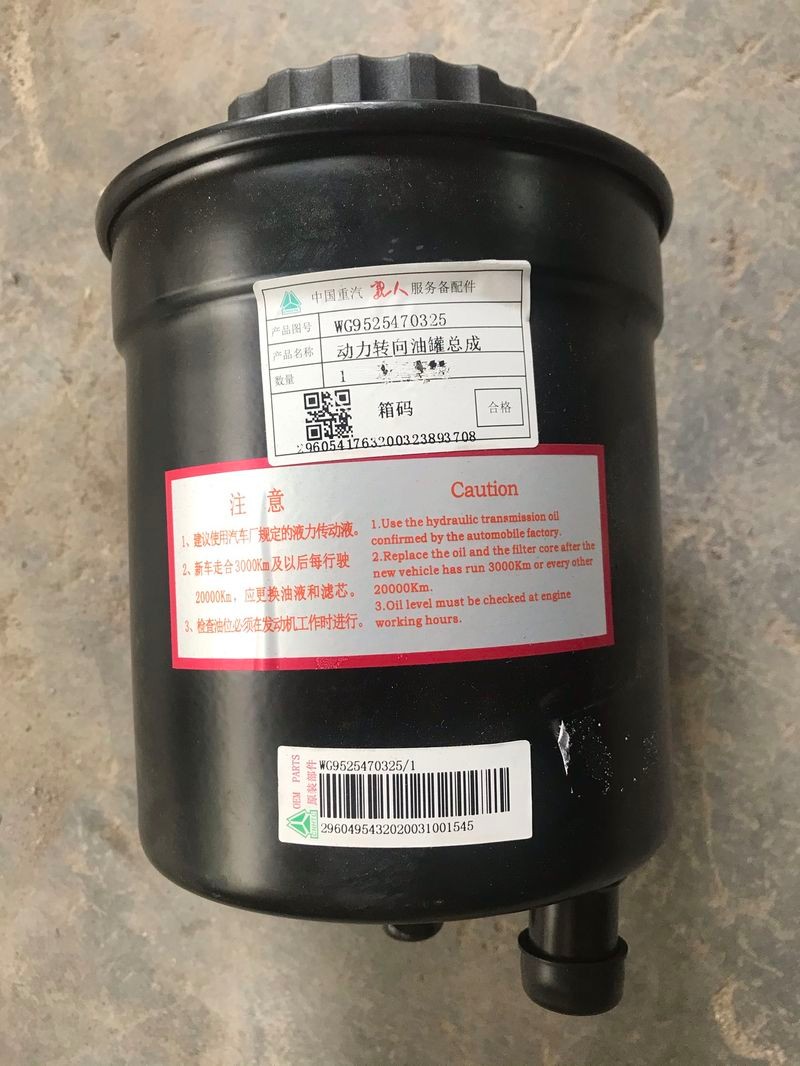 中国重汽 亲人 服务备配件
产品图号 WG9525470325
产品名称 动力转向油罐总成
数量 1
箱码 合格
2960541763200323893708
注 意
1、建议使用汽车厂规定的液力传动液。
2、新车走合3000Km及以后每行驶
20000Km，应更换油液和滤芯。
3、检查油位必须在发动机工作时进行。
Caution
1.Use the hydraulic transmission oil
confirmed by the automobile factory.
2.Replace the oil and the filter core after the
new vehicle has run 3000Km or every other
20000Km.
3.Oil level must be checked at engine
working hours.
OEM PARTS
原装部件
WG9525470325/1
2960495432020031001545